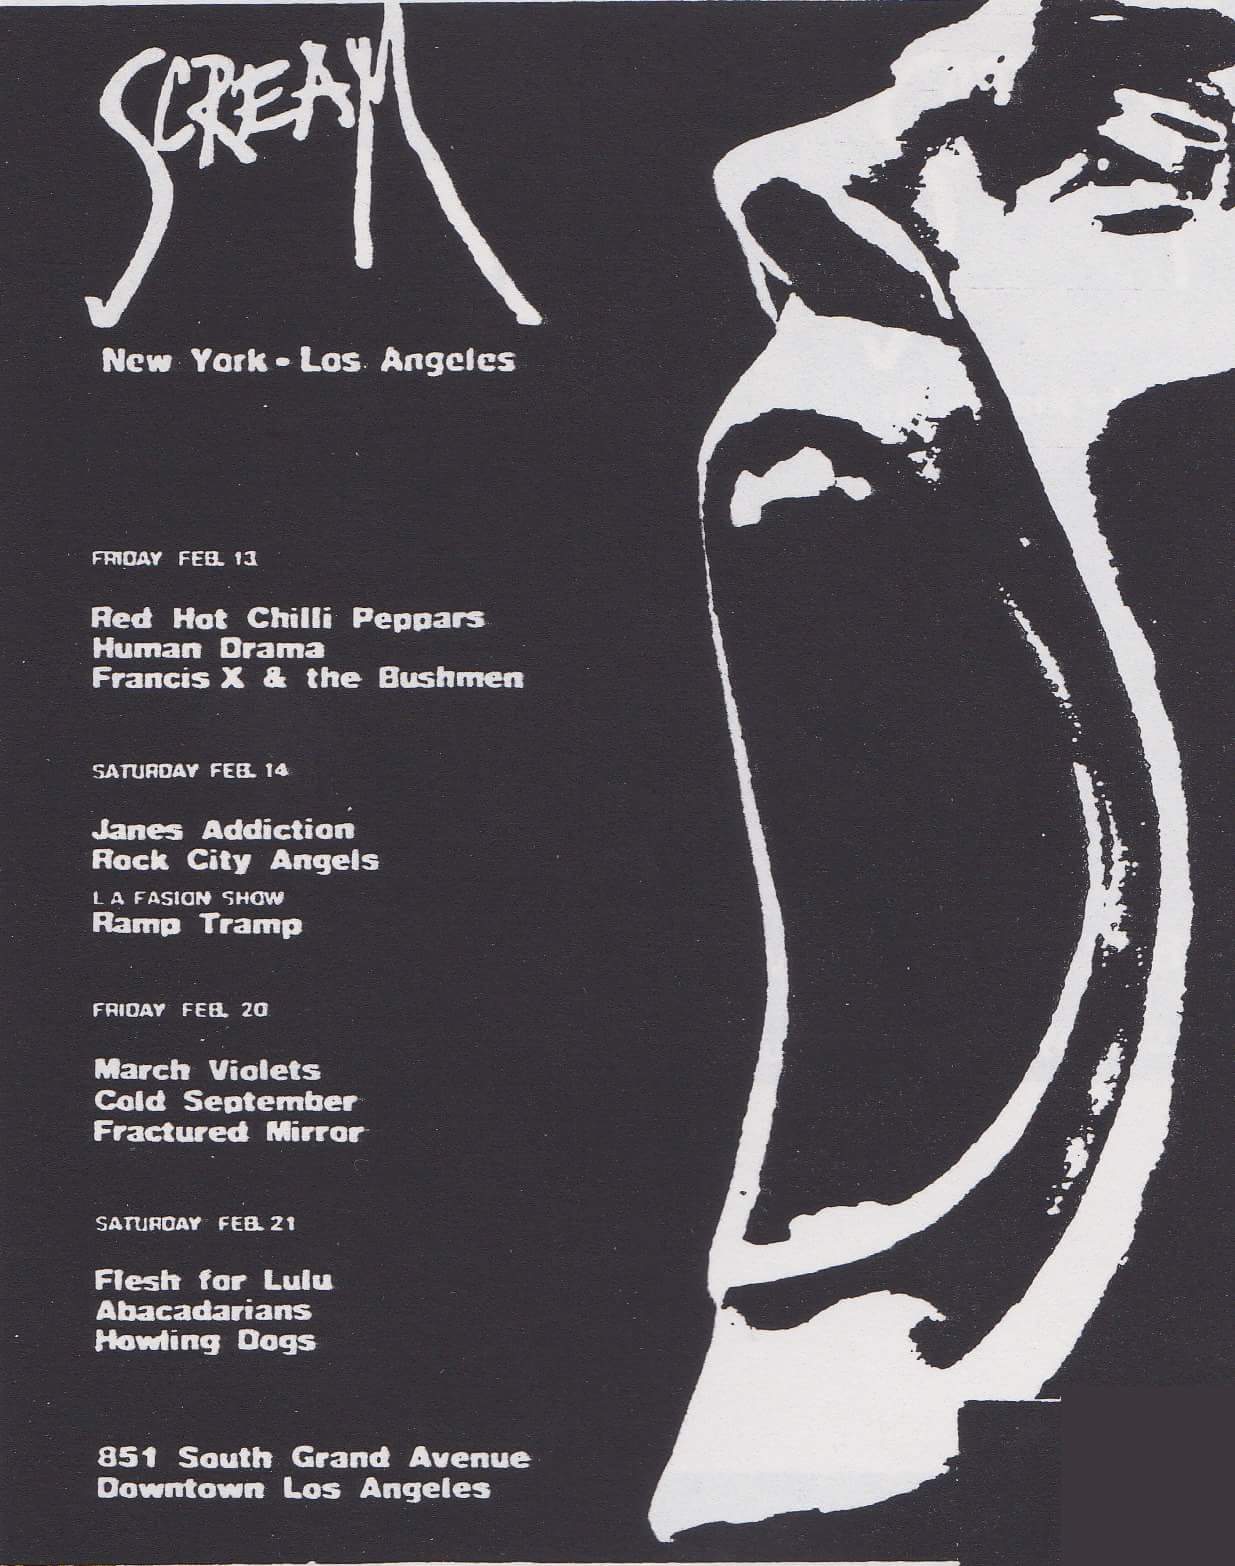 SCREAM
New York - Los Angeles
FRIDAY FEB. 13
Red Hot Chilli Peppars
Human Drama
Francis X & the Bushmen
SATURDAY FEB. 14
Janes Addiction
Rock City Angels
L A FASION SHOW
Ramp Tramp
FRIDAY FEB. 20
March Violets
Cold September
Fractured Mirror
SATURDAY FEB. 21
Flesh for Lulu
Abacadarians
Howling Dogs
851 South Grand Avenue
Downtown Los Angeles